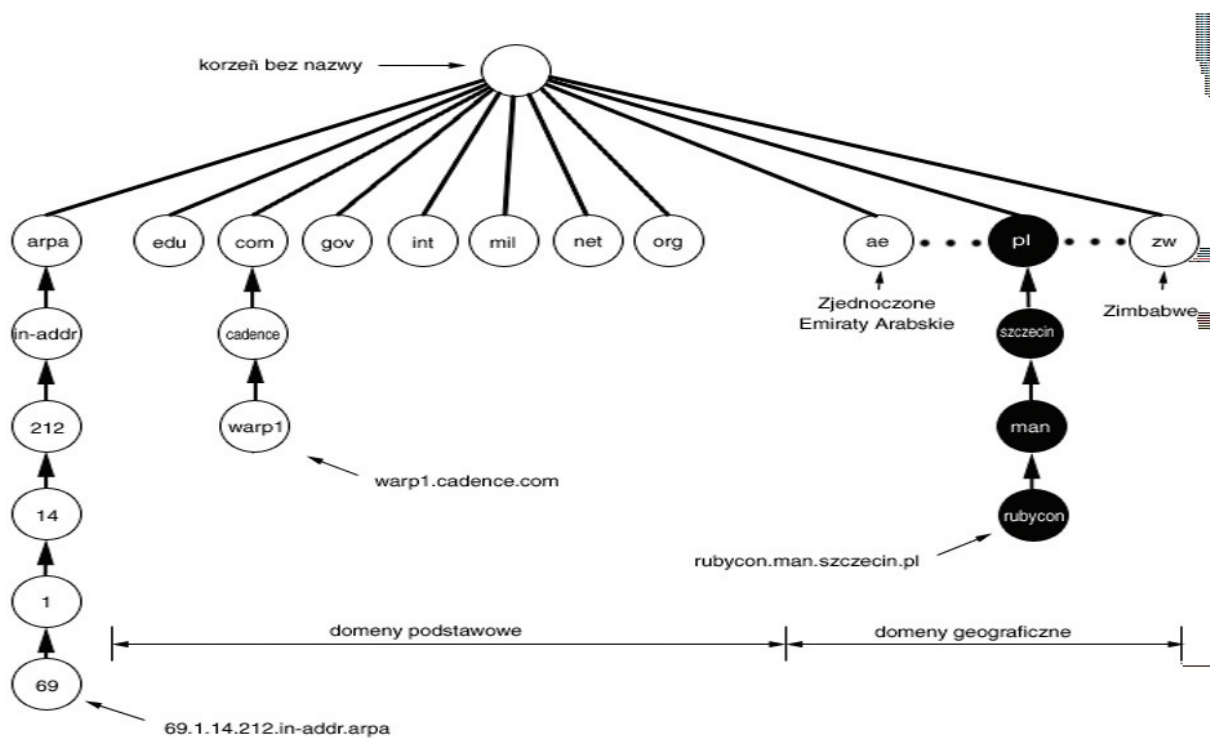 korzeń bez nazwy
arpa edu com gov int mil net org ae pl zw
Zjednoczone
Emiraty Arabskie
Zimbabwe
in-addr cadence szczecin
212 warp1 man
warp1.cadence.com
14 rubycon
rubycon.man.szczecin.pl
1
domeny podstawowe domeny geograficzne
69
69.1.14.212.in-addr.arpa